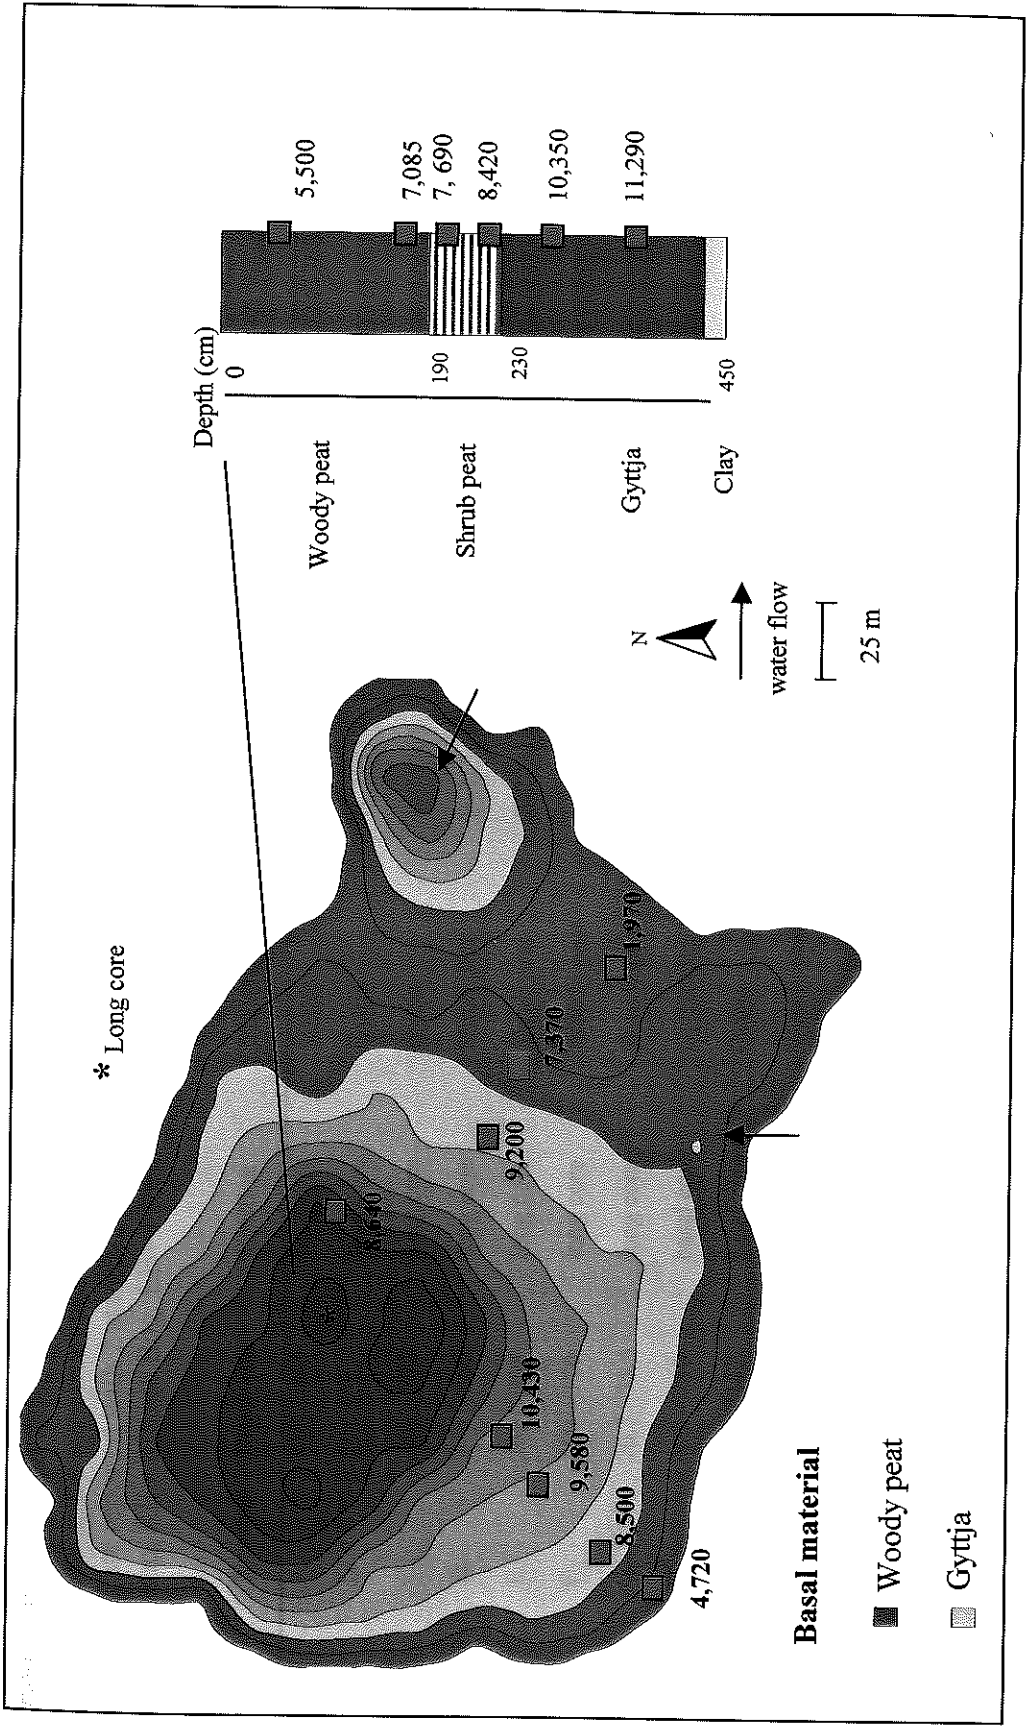 * Long core
Depth (cm)
0
190
230
450
Woody peat
Shrub peat
Gyttja
Clay
5,500
7,085
7, 690
8,420
10,350
11,290
N
water flow
25 m
1,970
7,370
9,200
8,640
10,430
9,580
8,500
4,720
Basal material
Woody peat
Gyttja